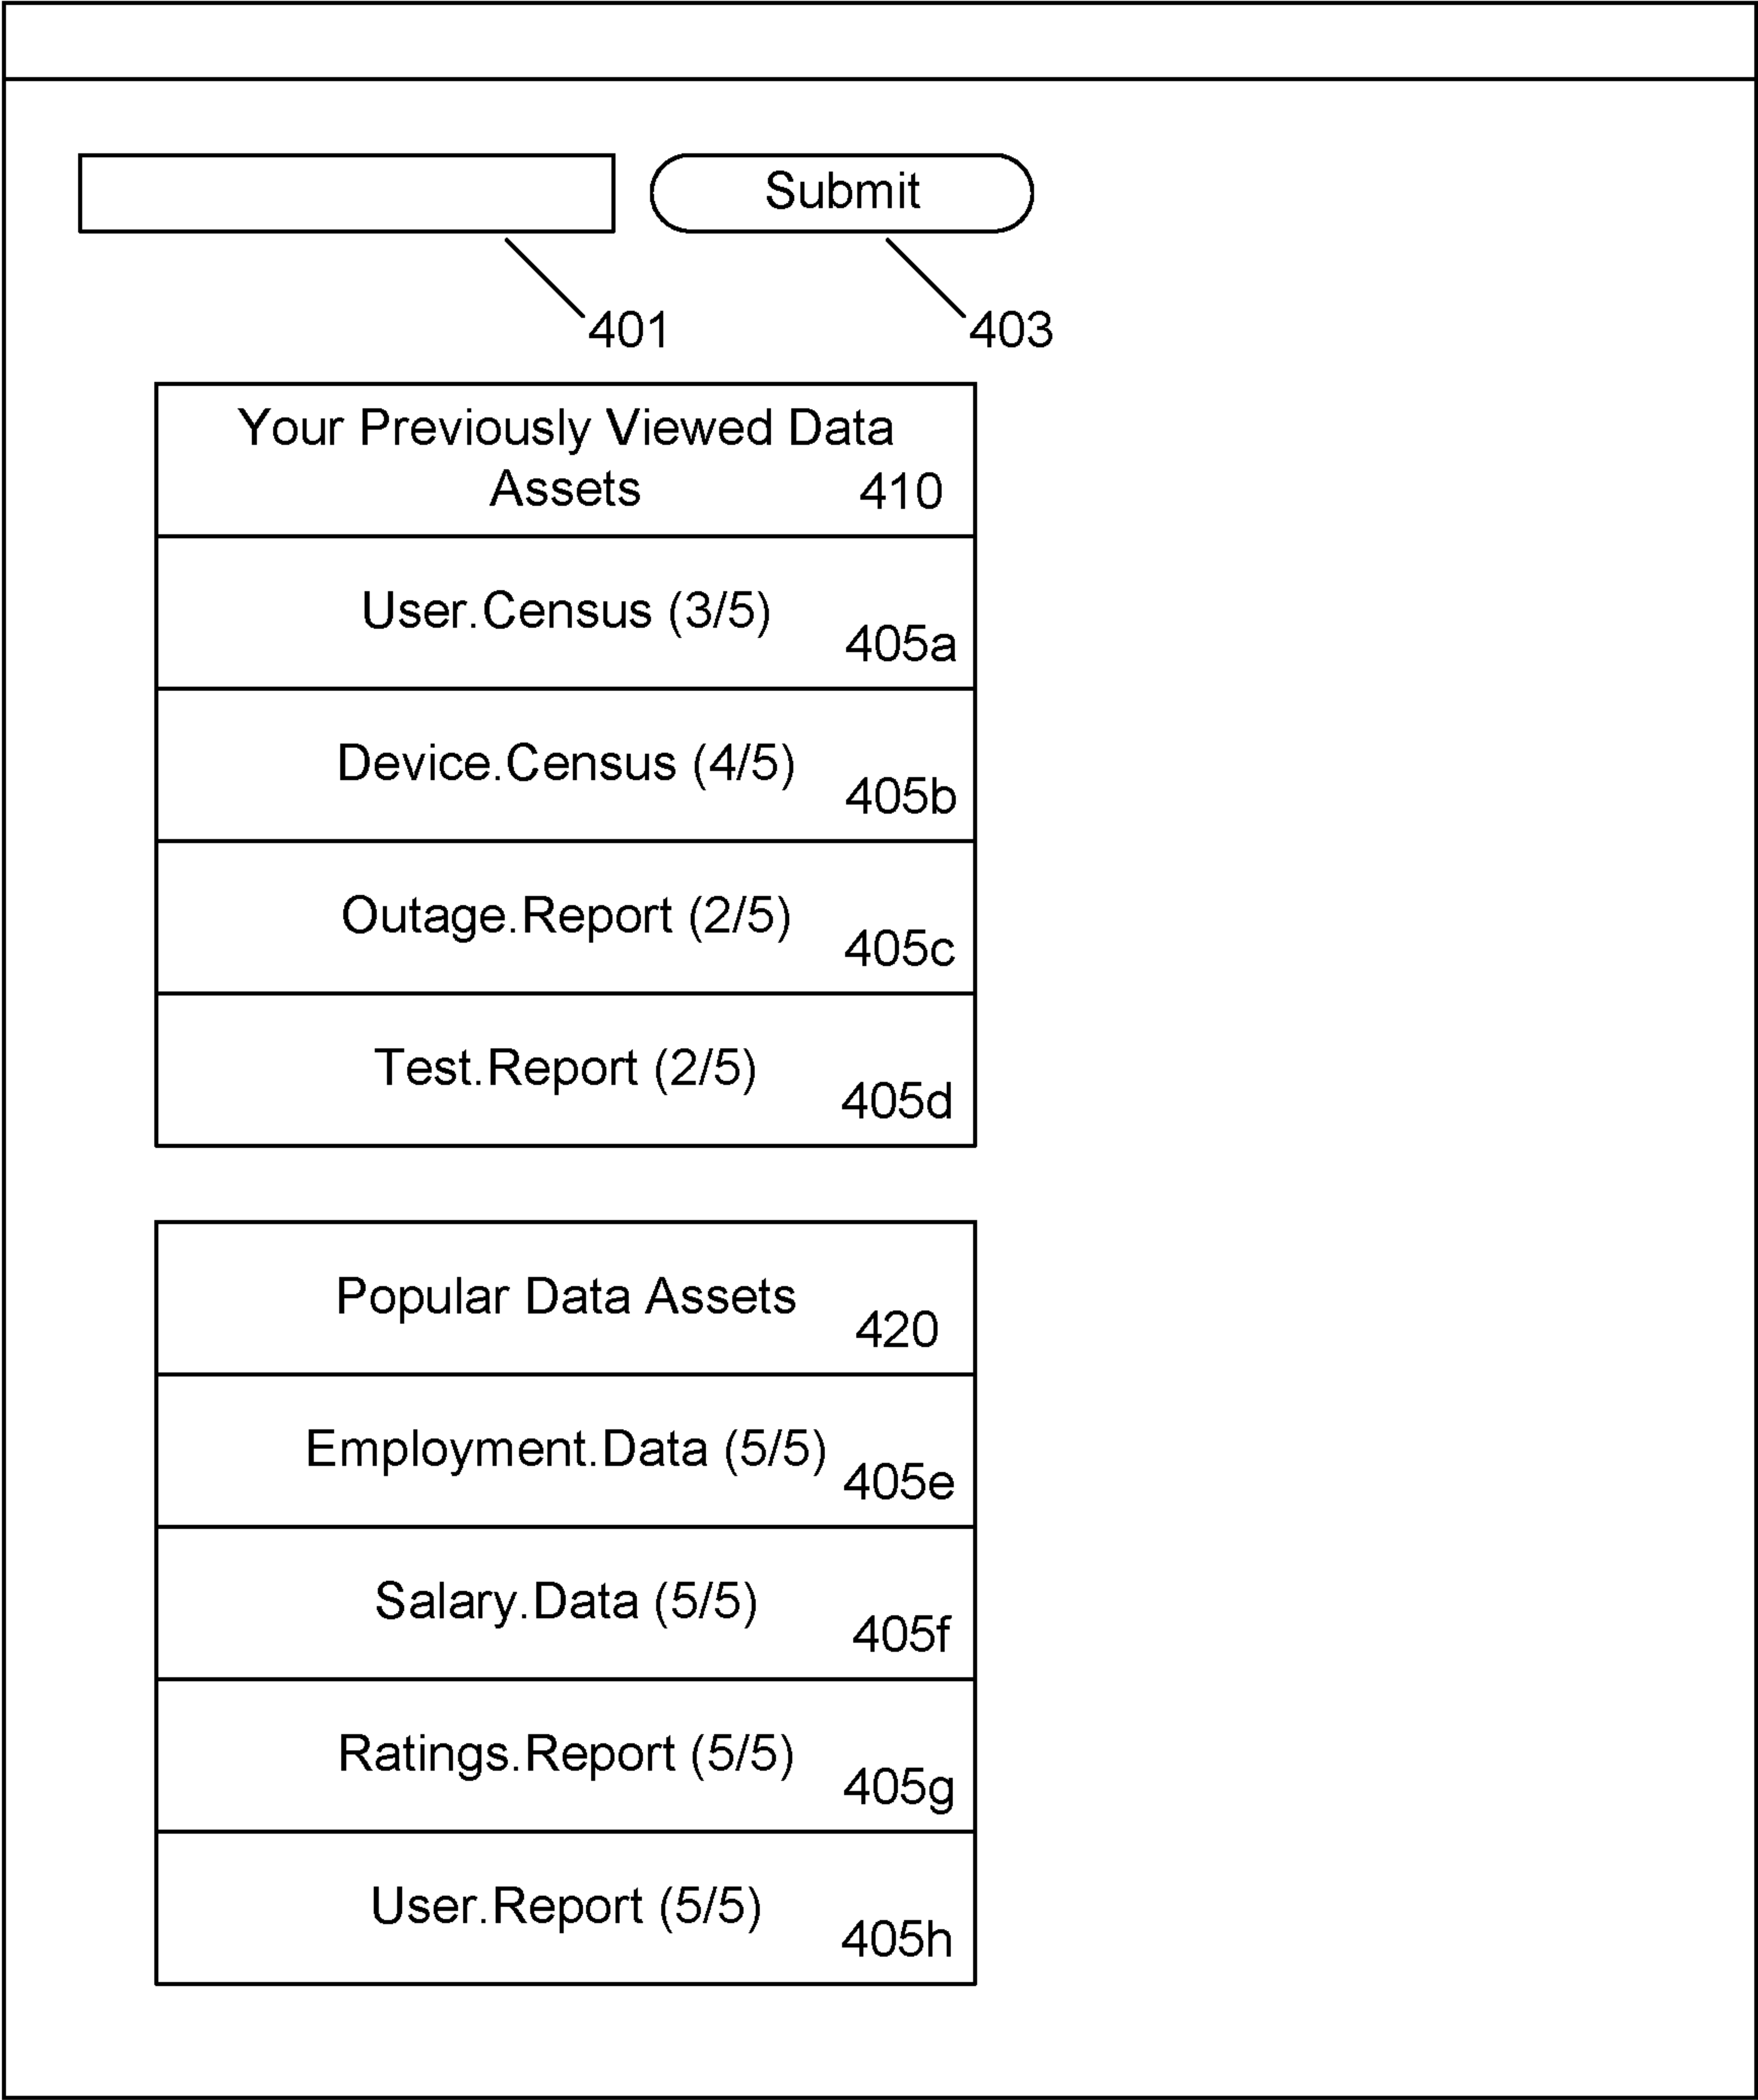 Submit
401
403
Your Previously Viewed Data
Assets 410
User.Census (3/5)
405a
Device.Census (4/5)
405b
Outage.Report (2/5)
405c
Test.Report (2/5)
405d
Popular Data Assets
420
Employment.Data (5/5)
405e
Salary.Data (5/5)
405f
Ratings.Report (5/5)
405g
User.Report (5/5)
405h